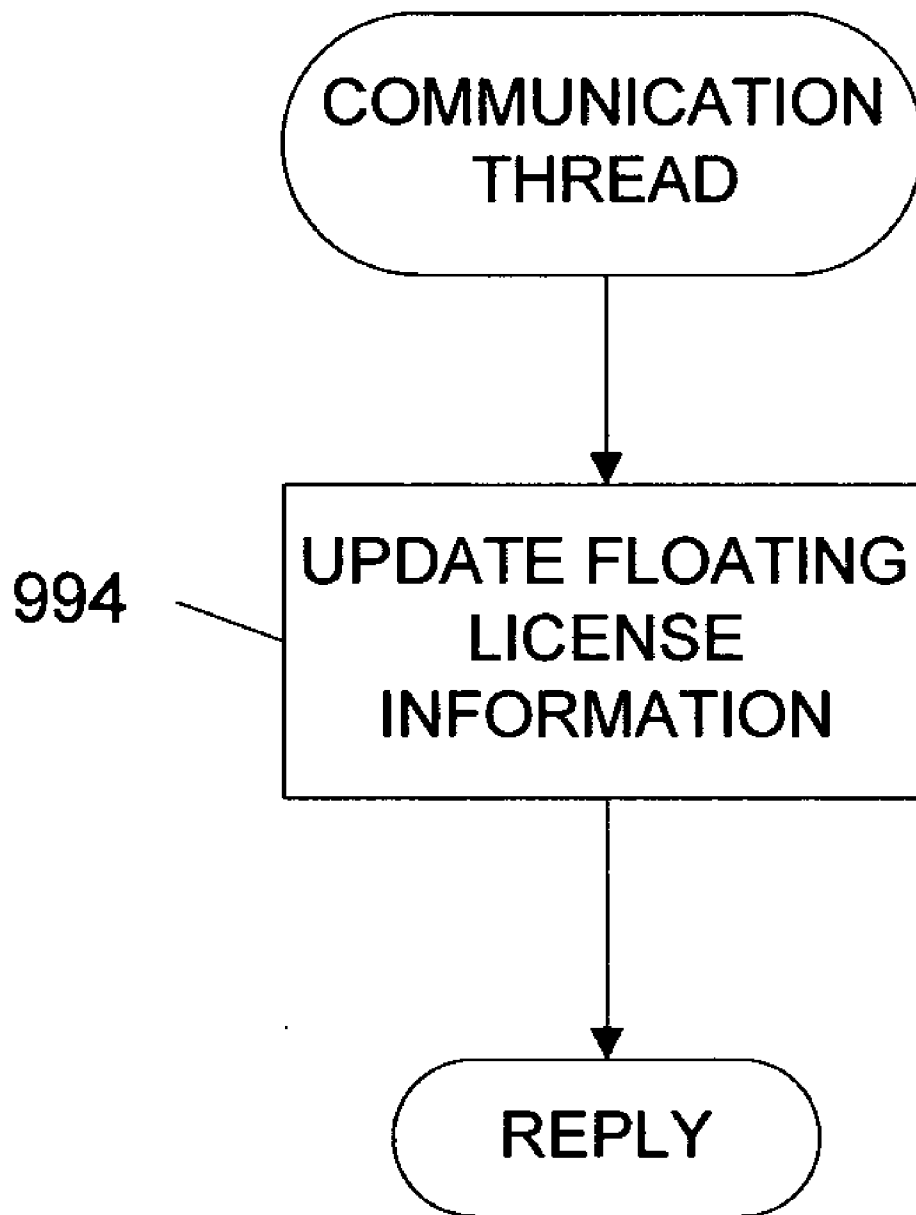 COMMUNICATION
THREAD
UPDATE FLOATING
LICENSE
INFORMATION
994
REPLY